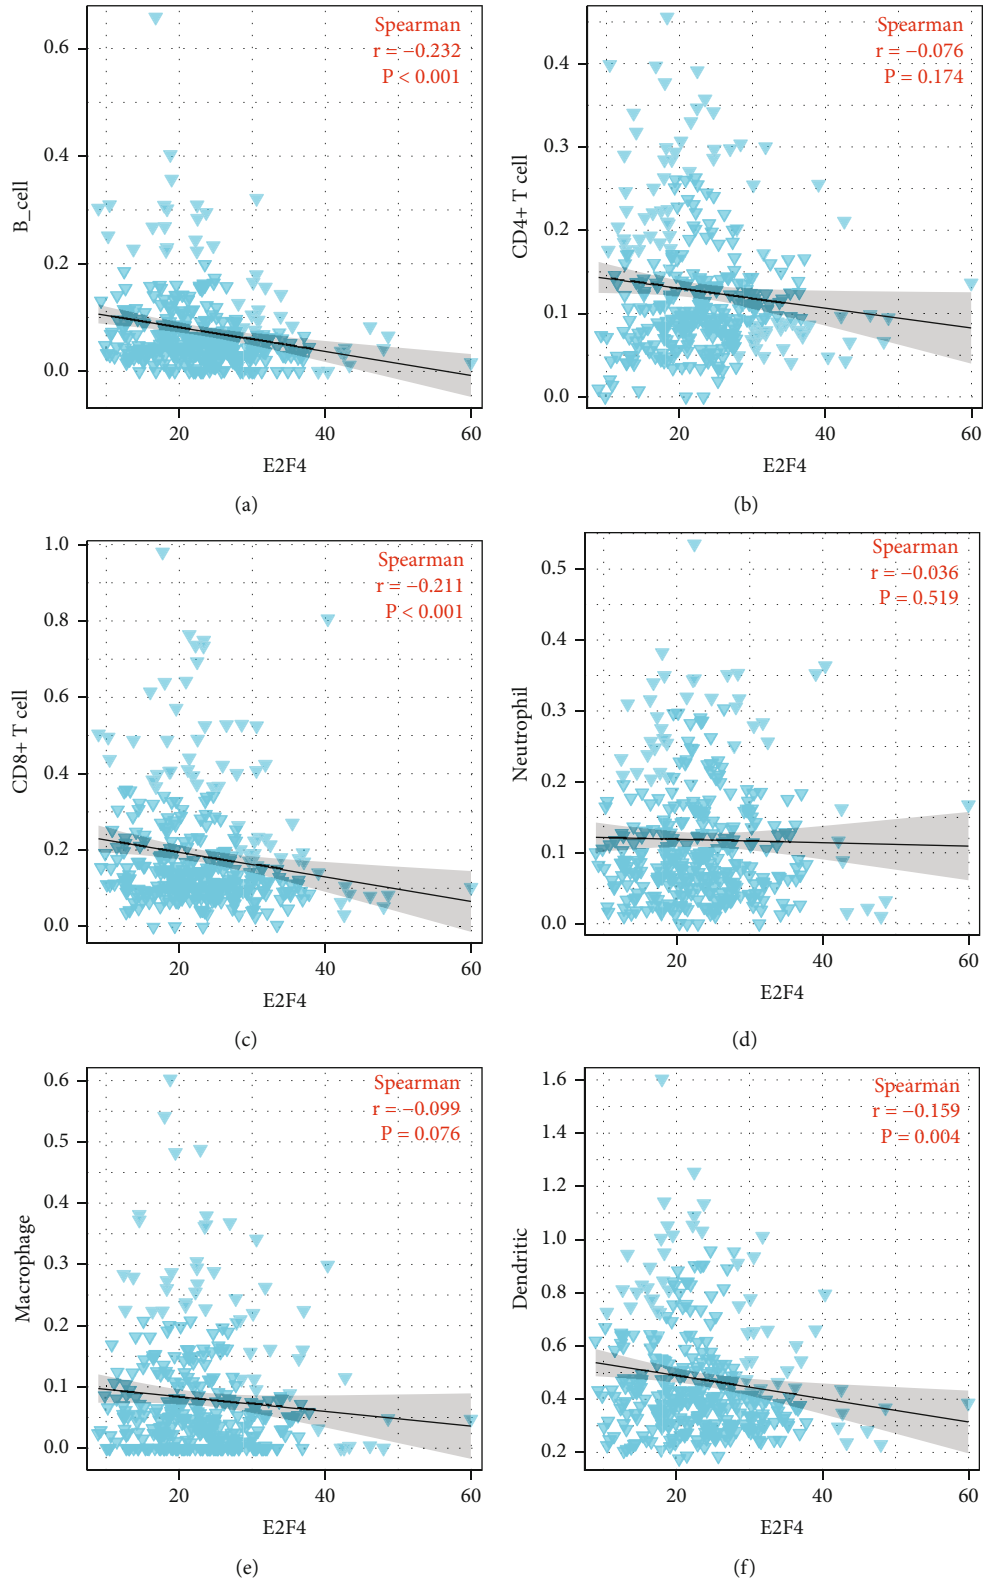 Spearman
r = −0.232
P < 0.001
0.6
0.4
0.2
0.0
B_cell
20
40
60
E2F4
(a)
Spearman
r = −0.076
P = 0.174
0.4
0.3
0.2
0.1
0.0
CD4+ T cell
20
40
60
E2F4
(b)
Spearman
r = −0.211
P < 0.001
1.0
0.8
0.6
0.4
0.2
0.0
CD8+ T cell
20
40
60
E2F4
(c)
Spearman
r = −0.036
P = 0.519
0.5
0.4
0.3
0.2
0.1
0.0
Neutrophil
20
40
60
E2F4
(d)
Spearman
r = −0.099
P = 0.076
0.6
0.5
0.4
0.3
0.2
0.1
0.0
Macrophage
20
40
60
E2F4
(e)
Spearman
r = −0.159
P = 0.004
1.6
1.4
1.2
1.0
0.8
0.6
0.4
0.2
Dendritic
20
40
60
E2F4
(f)